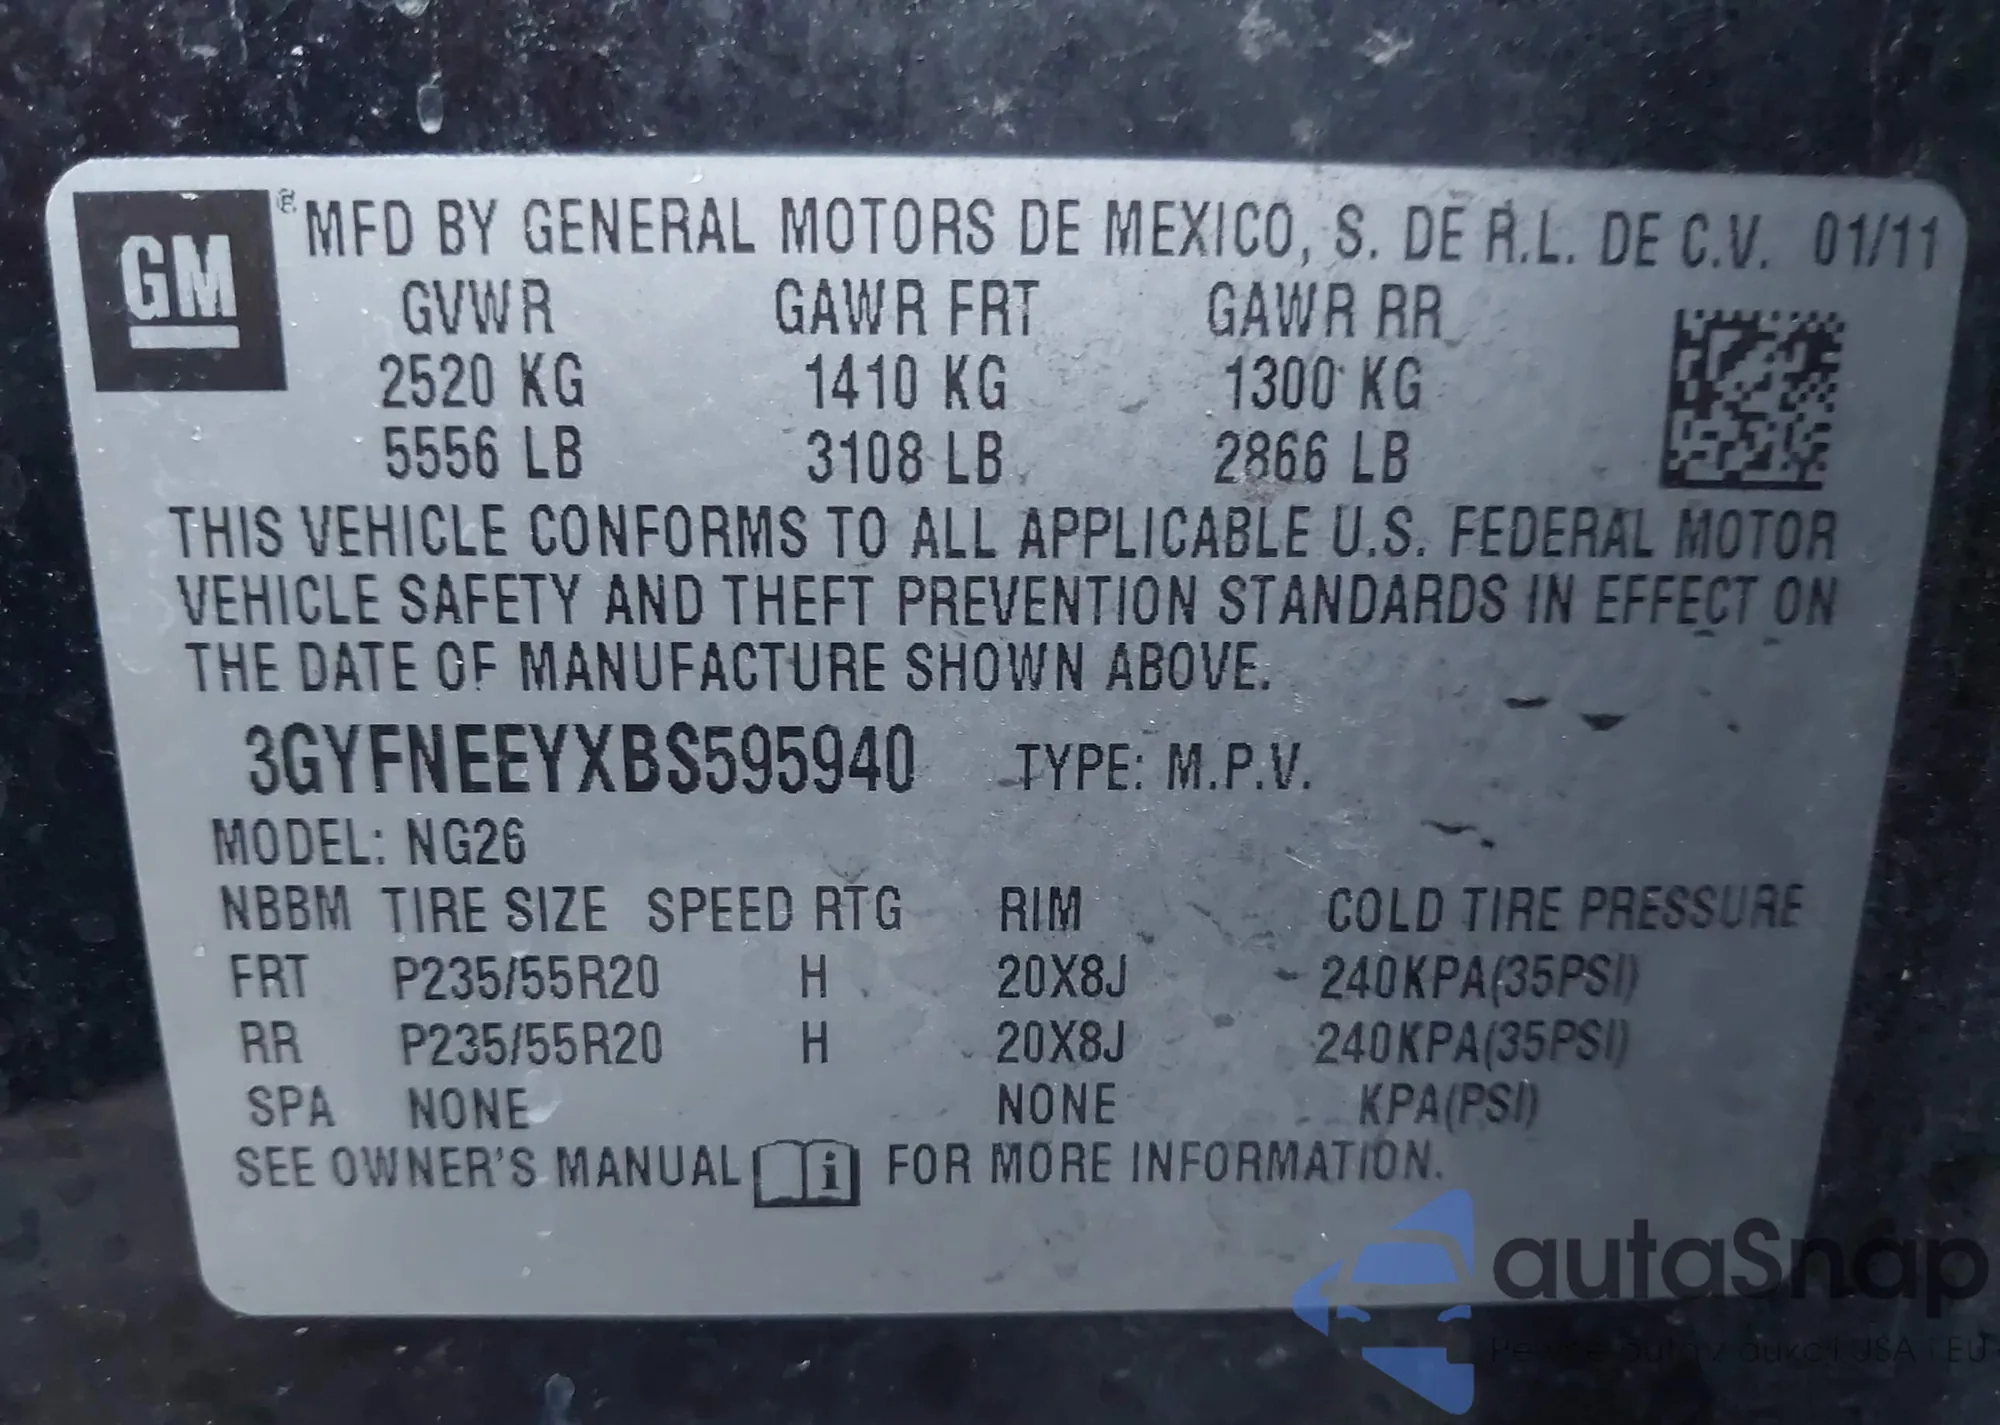 GM ® MFD BY GENERAL MOTORS DE MEXICO, S. DE R.L. DE C.V. 01/11
GVWR GAWR FRT GAWR RR
2520 KG 1410 KG 1300 KG
5556 LB 3108 LB 2866 LB
THIS VEHICLE CONFORMS TO ALL APPLICABLE U.S. FEDERAL MOTOR
VEHICLE SAFETY AND THEFT PREVENTION STANDARDS IN EFFECT ON
THE DATE OF MANUFACTURE SHOWN ABOVE.
3GYFNEEYXBS595940 TYPE: M.P.V.
MODEL: NG26
NBBM TIRE SIZE SPEED RTG RIM COLD TIRE PRESSURE
FRT P235/55R20 H 20X8J 240KPA(35PSI)
RR P235/55R20 H 20X8J 240KPA(35PSI)
SPA NONE NONE KPA(PSI)
SEE OWNER'S MANUAL i FOR MORE INFORMATION.
autaSnap
auta z aukcji USA i EU